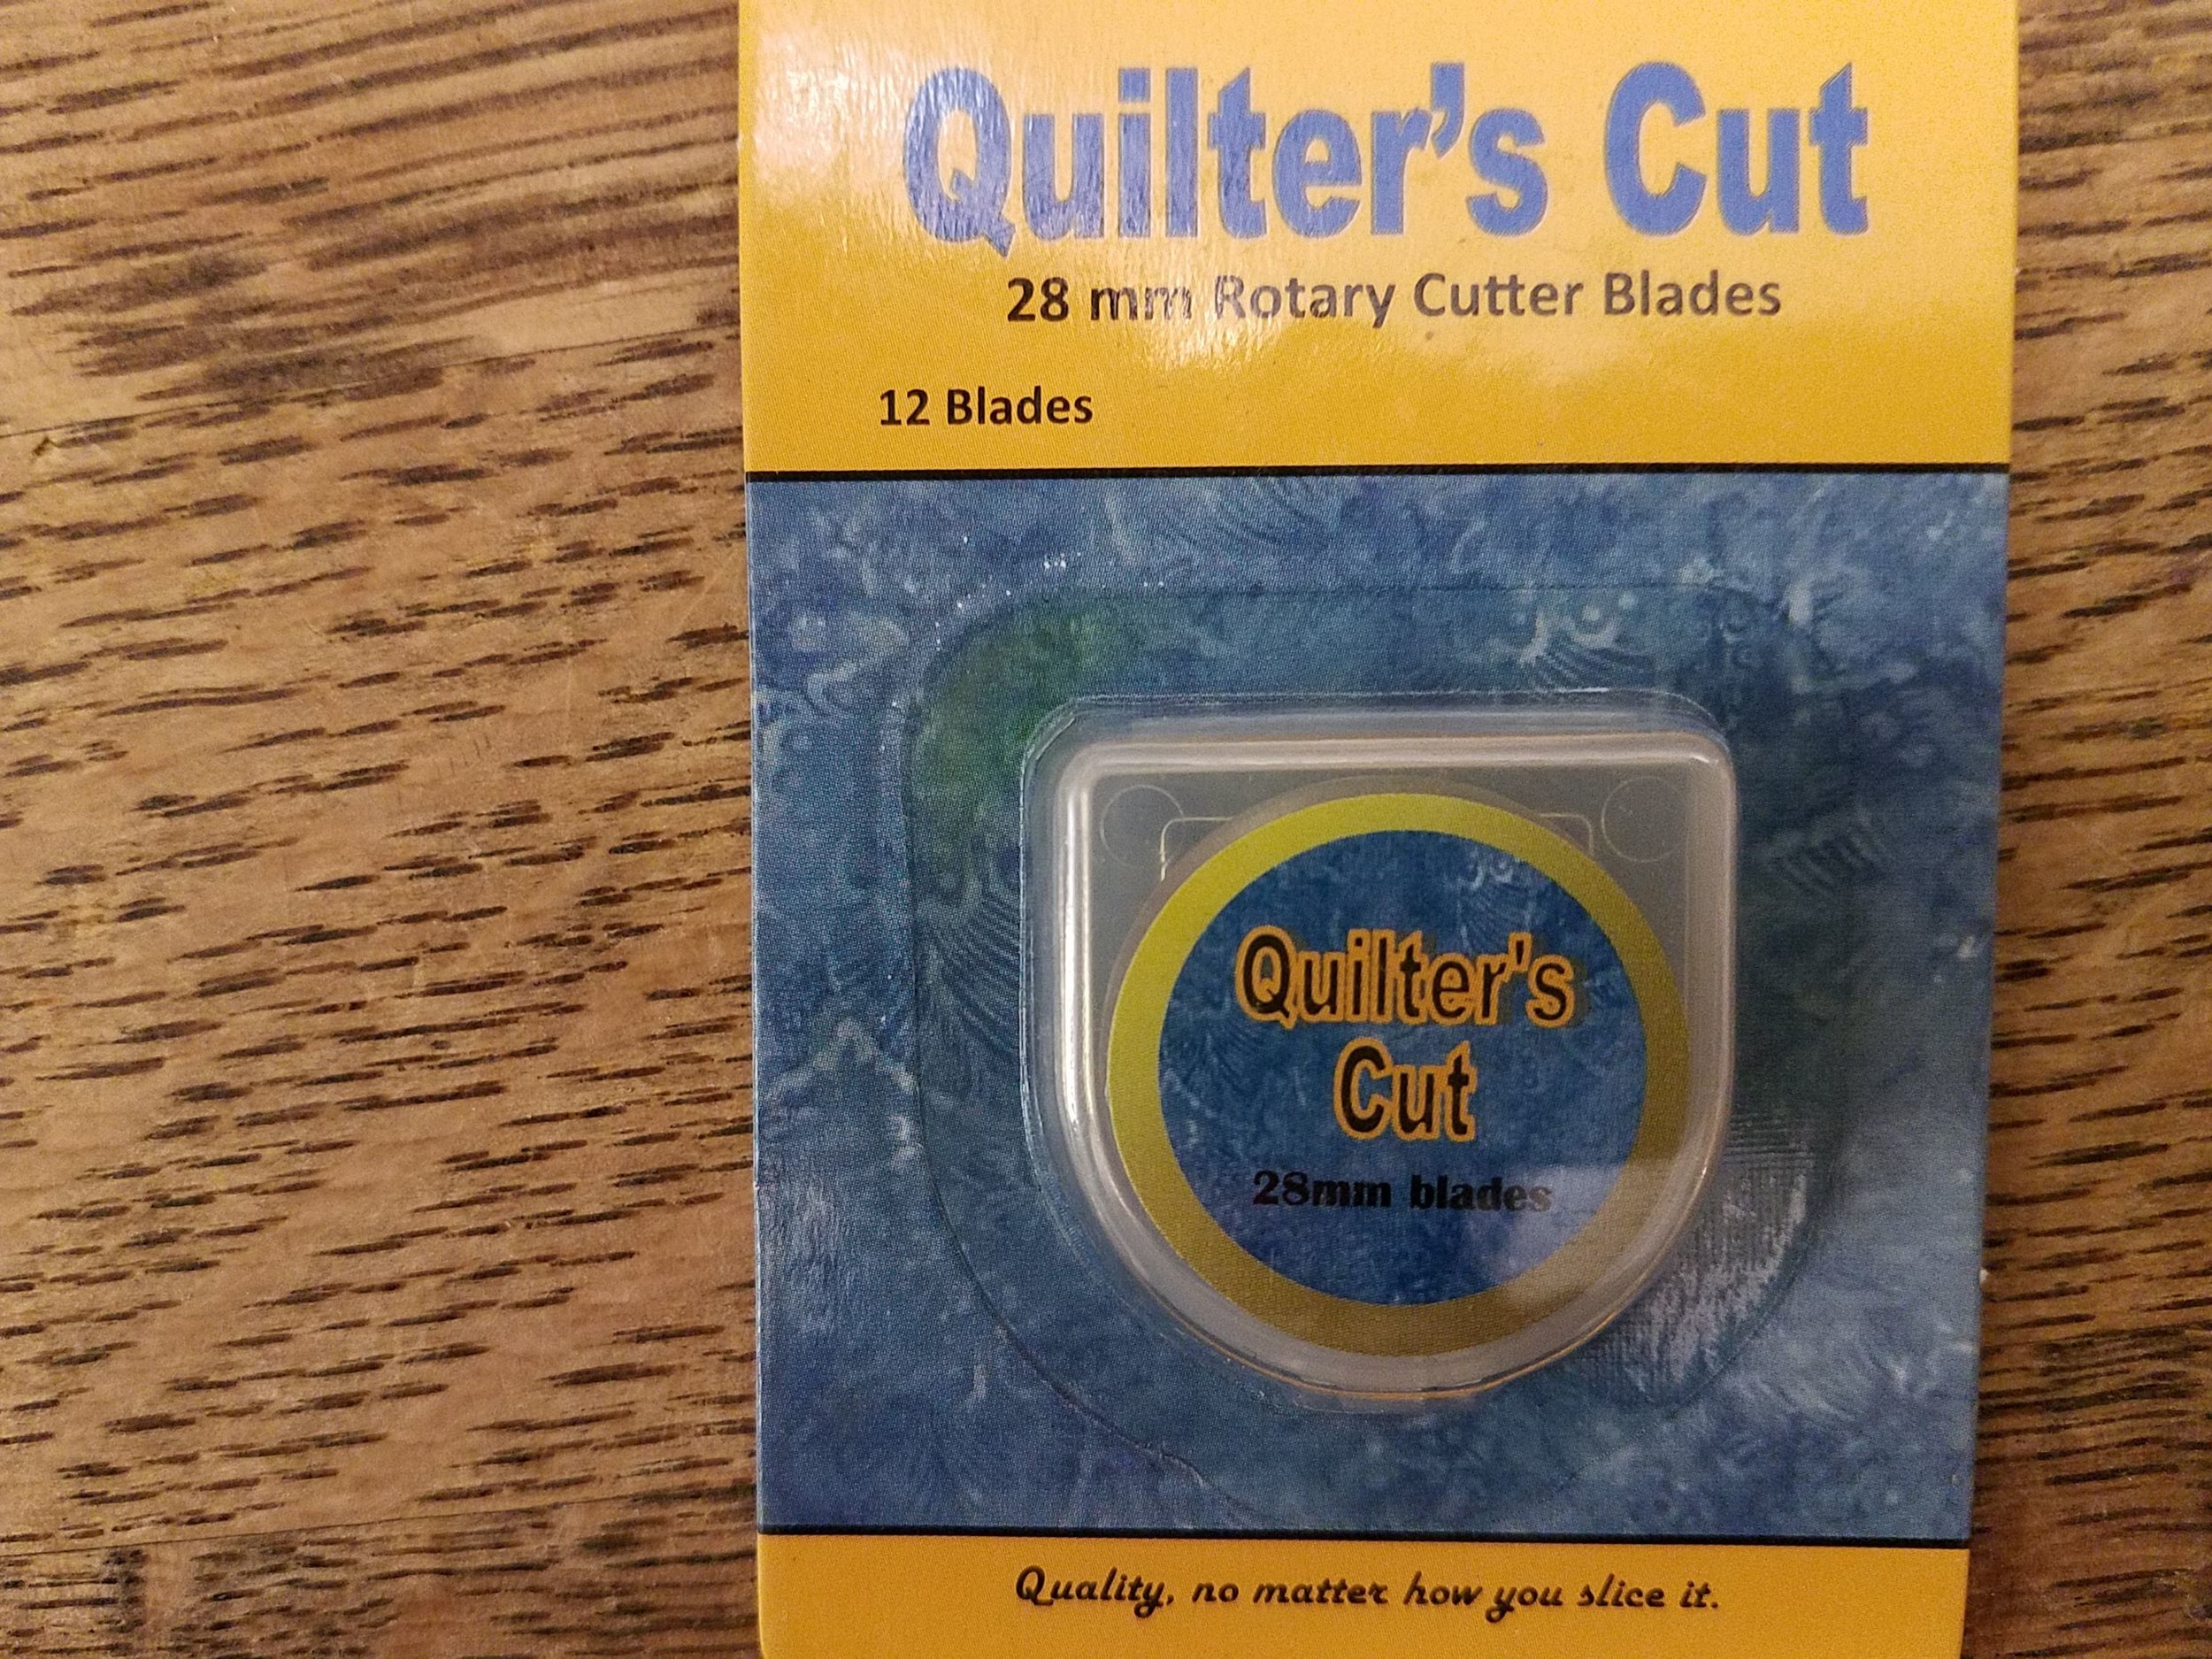 Quilter's Cut
28 mm Rotary Cutter Blades
12 Blades
Quilter's
Cut
28mm blades
Quality, no matter how you slice it.